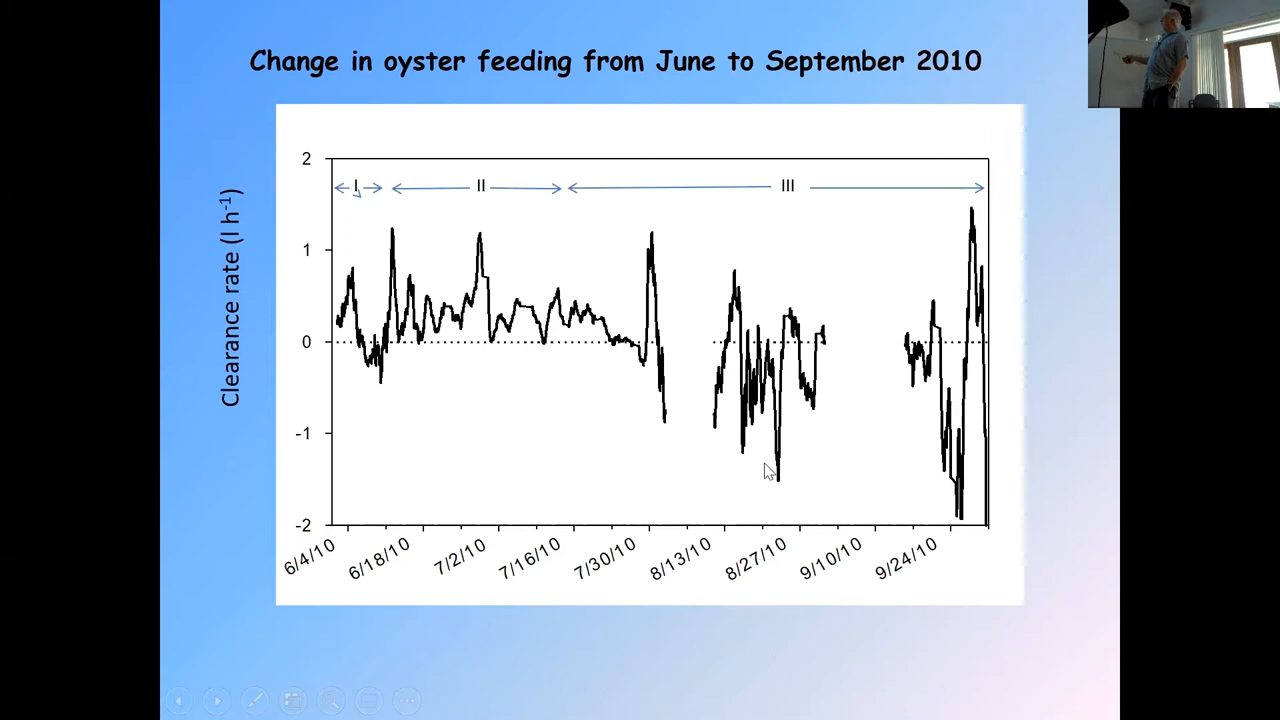 Change in oyster feeding from June to September 2010
Clearance rate (l h-1)
2
1
0
-1
-2
I
II
III
6/4/10
6/18/10
7/2/10
7/16/10
7/30/10
8/13/10
8/27/10
9/10/10
9/24/10